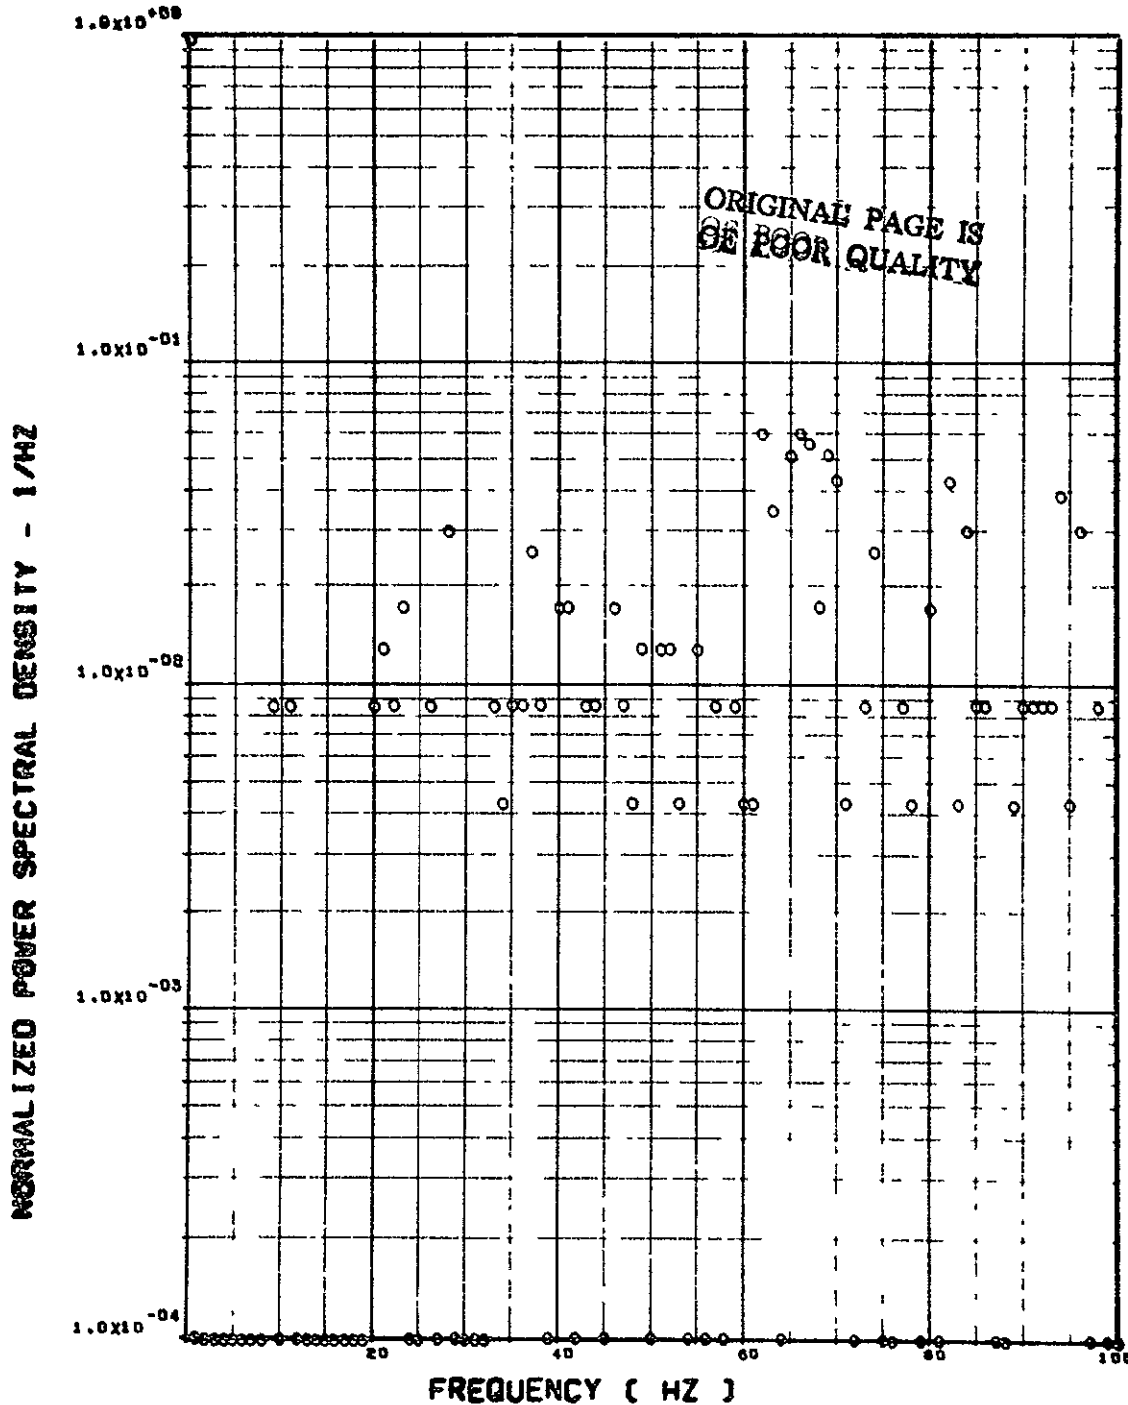 1.0x10^+00
ORIGINAL PAGE IS
OF POOR QUALITY
1.0x10^-01
1.0x10^-02
1.0x10^-03
1.0x10^-04
NORMALIZED POWER SPECTRAL DENSITY - 1/HZ
20
40
60
80
100
FREQUENCY ( HZ )